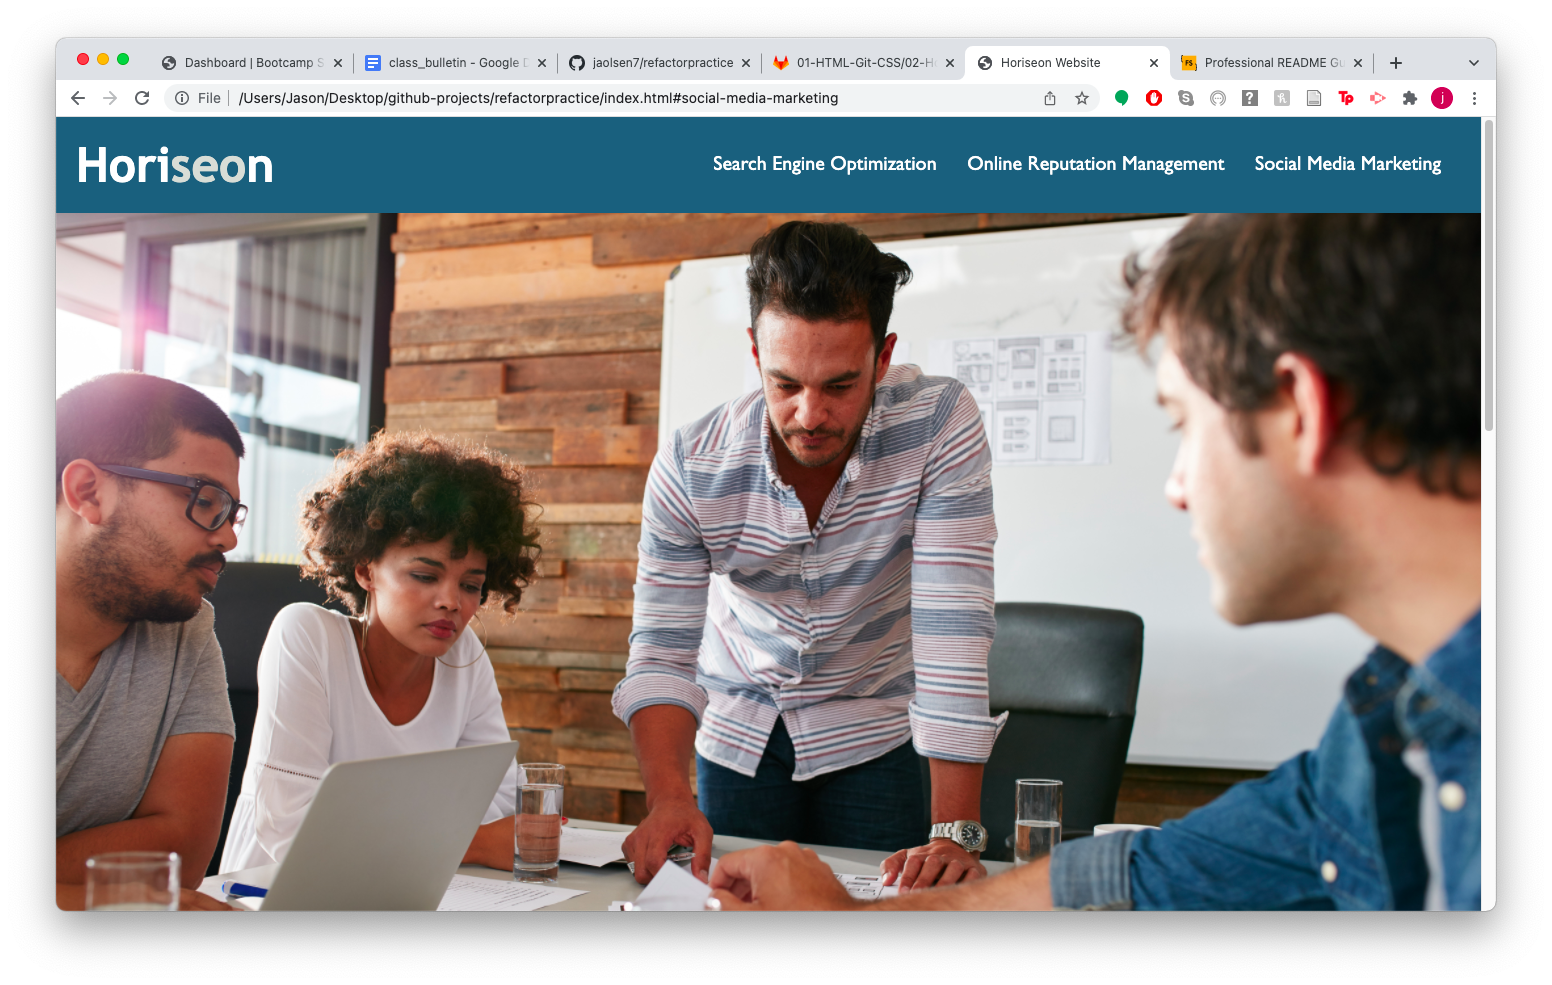 Dashboard | Bootcamp S
class_bulletin - Google D
jaolsen7/refactorpractice
01-HTML-Git-CSS/02-H
Horiseon Website
Professional README Gu
File
/Users/Jason/Desktop/github-projects/refactorpractice/index.html#social-media-marketing
Tp
j
Horiseon
Search Engine Optimization
Online Reputation Management
Social Media Marketing